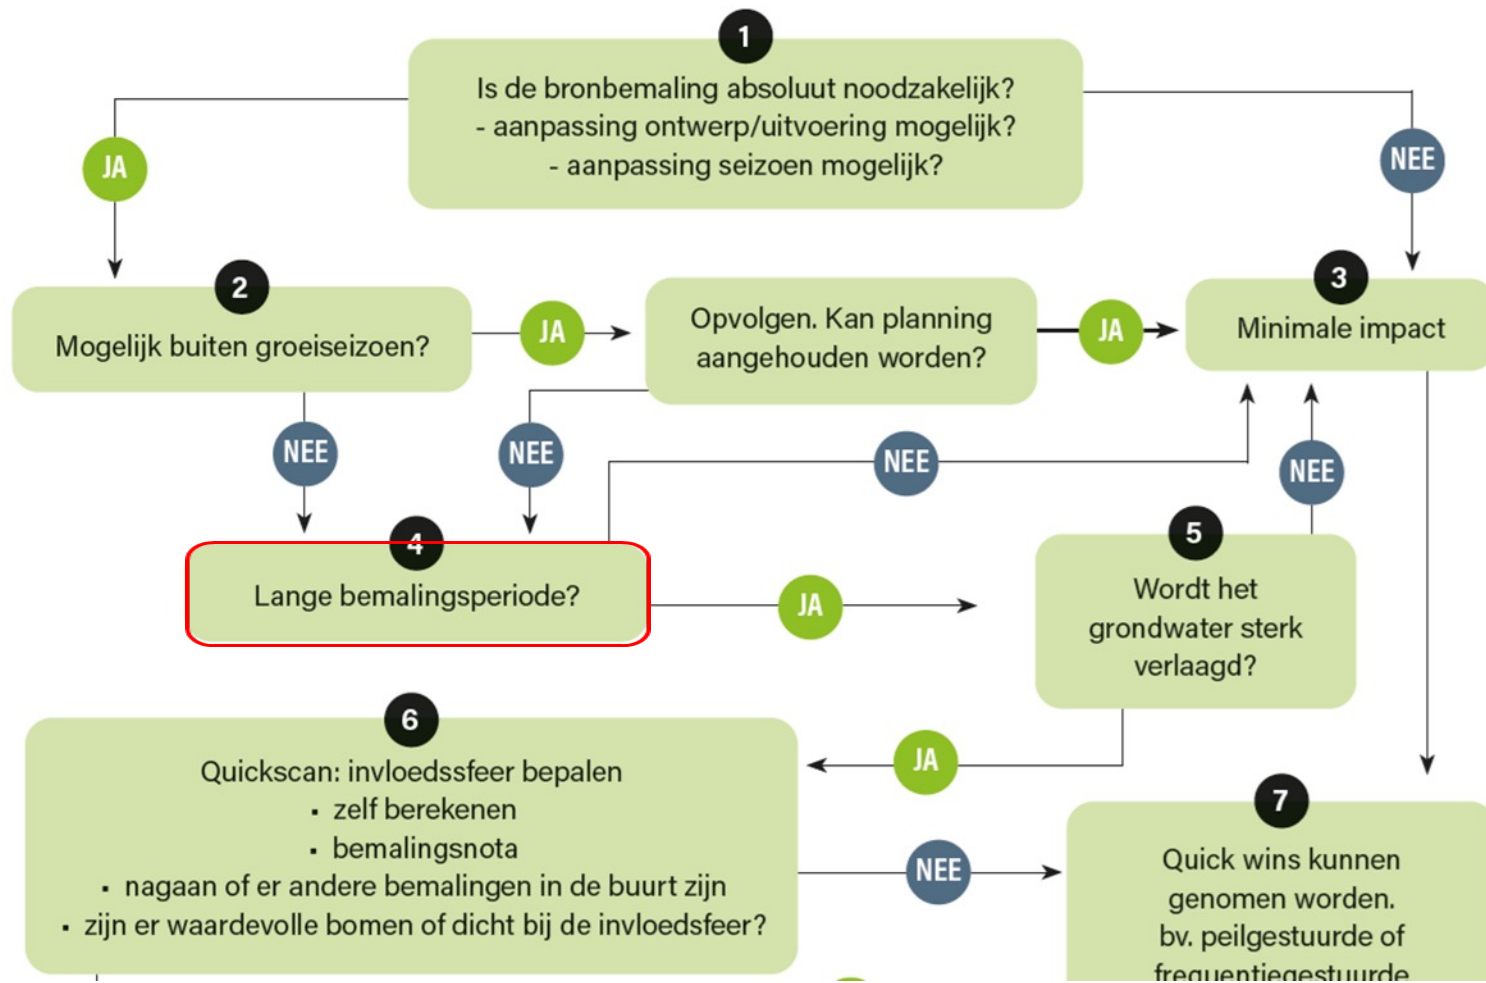 1
Is de bronbemaling absoluut noodzakelijk?
- aanpassing ontwerp/uitvoering mogelijk?
- aanpassing seizoen mogelijk?
JA
NEE
2
Mogelijk buiten groeiseizoen?
JA
Opvolgen. Kan planning
aangehouden worden?
JA
3
Minimale impact
NEE
NEE
NEE
NEE
4
Lange bemalingsperiode?
JA
5
Wordt het
grondwater sterk
verlaagd?
6
Quickscan: invloedssfeer bepalen
▪ zelf berekenen
▪ bemalingsnota
▪ nagaan of er andere bemalingen in de buurt zijn
▪ zijn er waardevolle bomen of dicht bij de invloedsfeer?
JA
NEE
7
Quick wins kunnen
genomen worden.
bv. peilgestuurde of
frequentiegestuurde